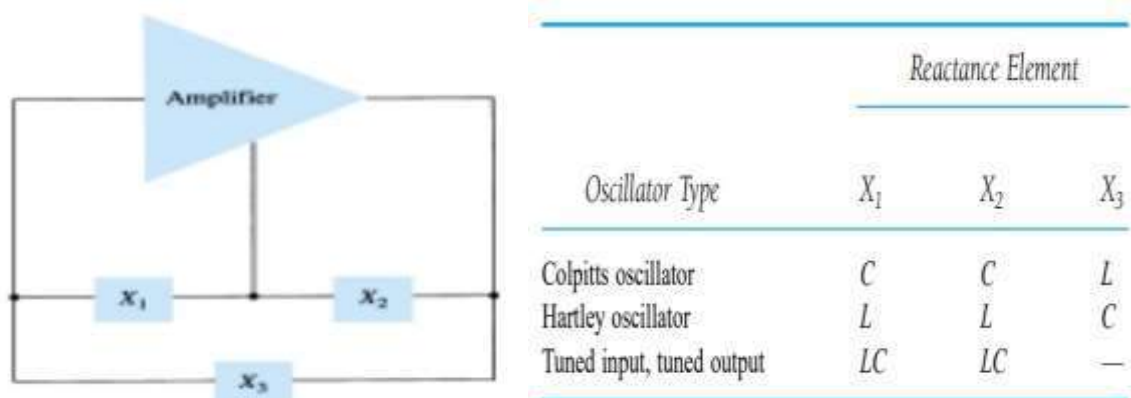 Amplifier
X₁
X₂
X₃
Reactance Element
Oscillator Type X₁ X₂ X₃
Colpitts oscillator C C L
Hartley oscillator L L C
Tuned input, tuned output LC LC —